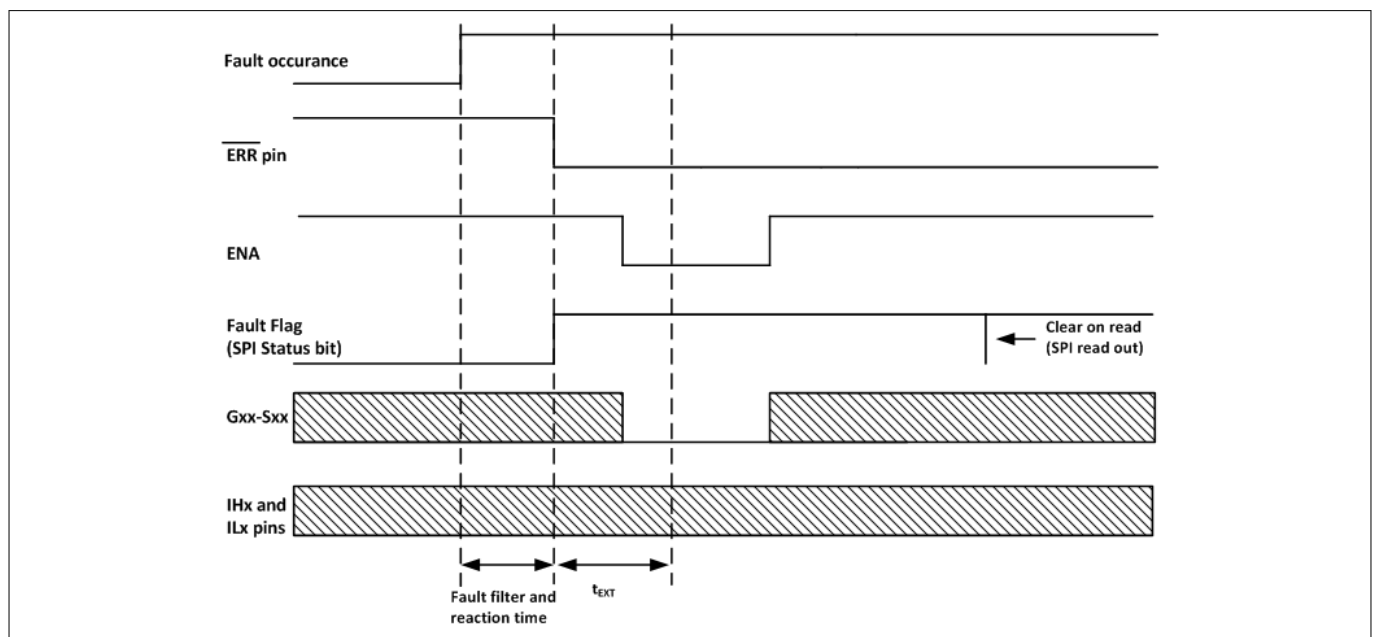 Fault occurance
ERR pin
ENA
Fault Flag
(SPI Status bit)
Clear on read
(SPI read out)
Gxx-Sxx
IHx and
ILx pins
Fault filter and
reaction time
tEXT